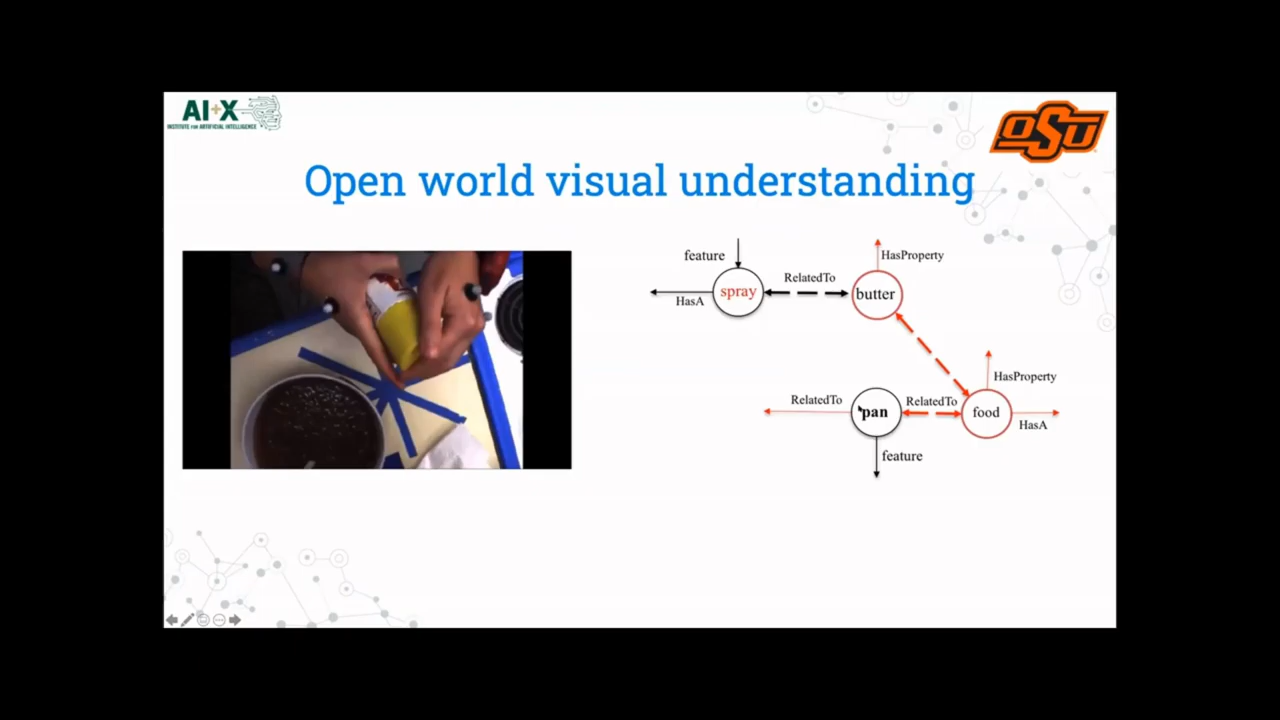 AI+X
INSTITUTE FOR ARTIFICIAL INTELLIGENCE
OSU
Open world visual understanding
feature
HasProperty
RelatedTo
spray
butter
HasA
HasProperty
RelatedTo
RelatedTo
pan
food
HasA
feature